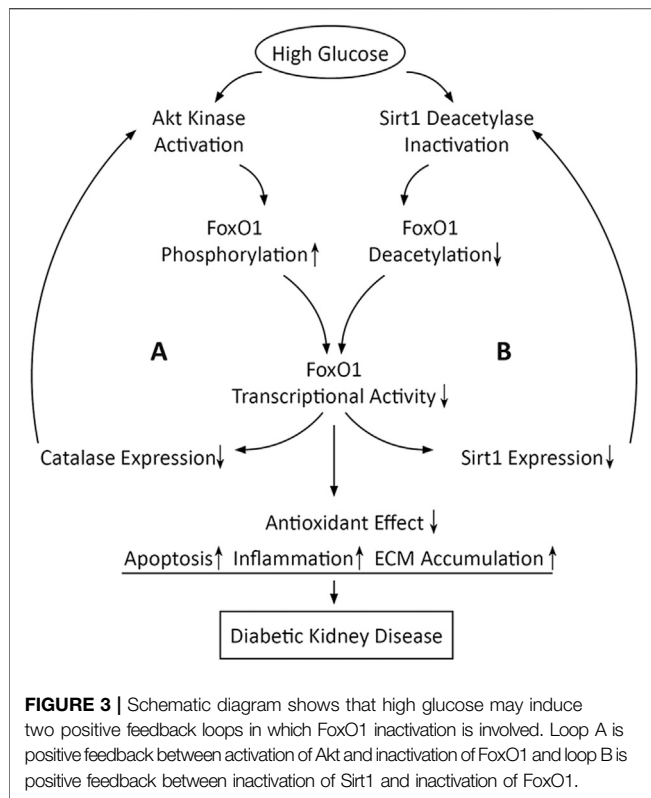 High Glucose
Akt Kinase
Activation
Sirt1 Deacetylase
Inactivation
FoxO1
Phosphorylation↑
FoxO1
Deacetylation↓
A
B
FoxO1
Transcriptional Activity↓
Catalase Expression↓
Sirt1 Expression↓
Antioxidant Effect↓
Apoptosis↑ Inflammation↑ ECM Accumulation↑
Diabetic Kidney Disease
FIGURE 3 | Schematic diagram shows that high glucose may induce
two positive feedback loops in which FoxO1 inactivation is involved. Loop A is
positive feedback between activation of Akt and inactivation of FoxO1 and loop B is
positive feedback between inactivation of Sirt1 and inactivation of FoxO1.